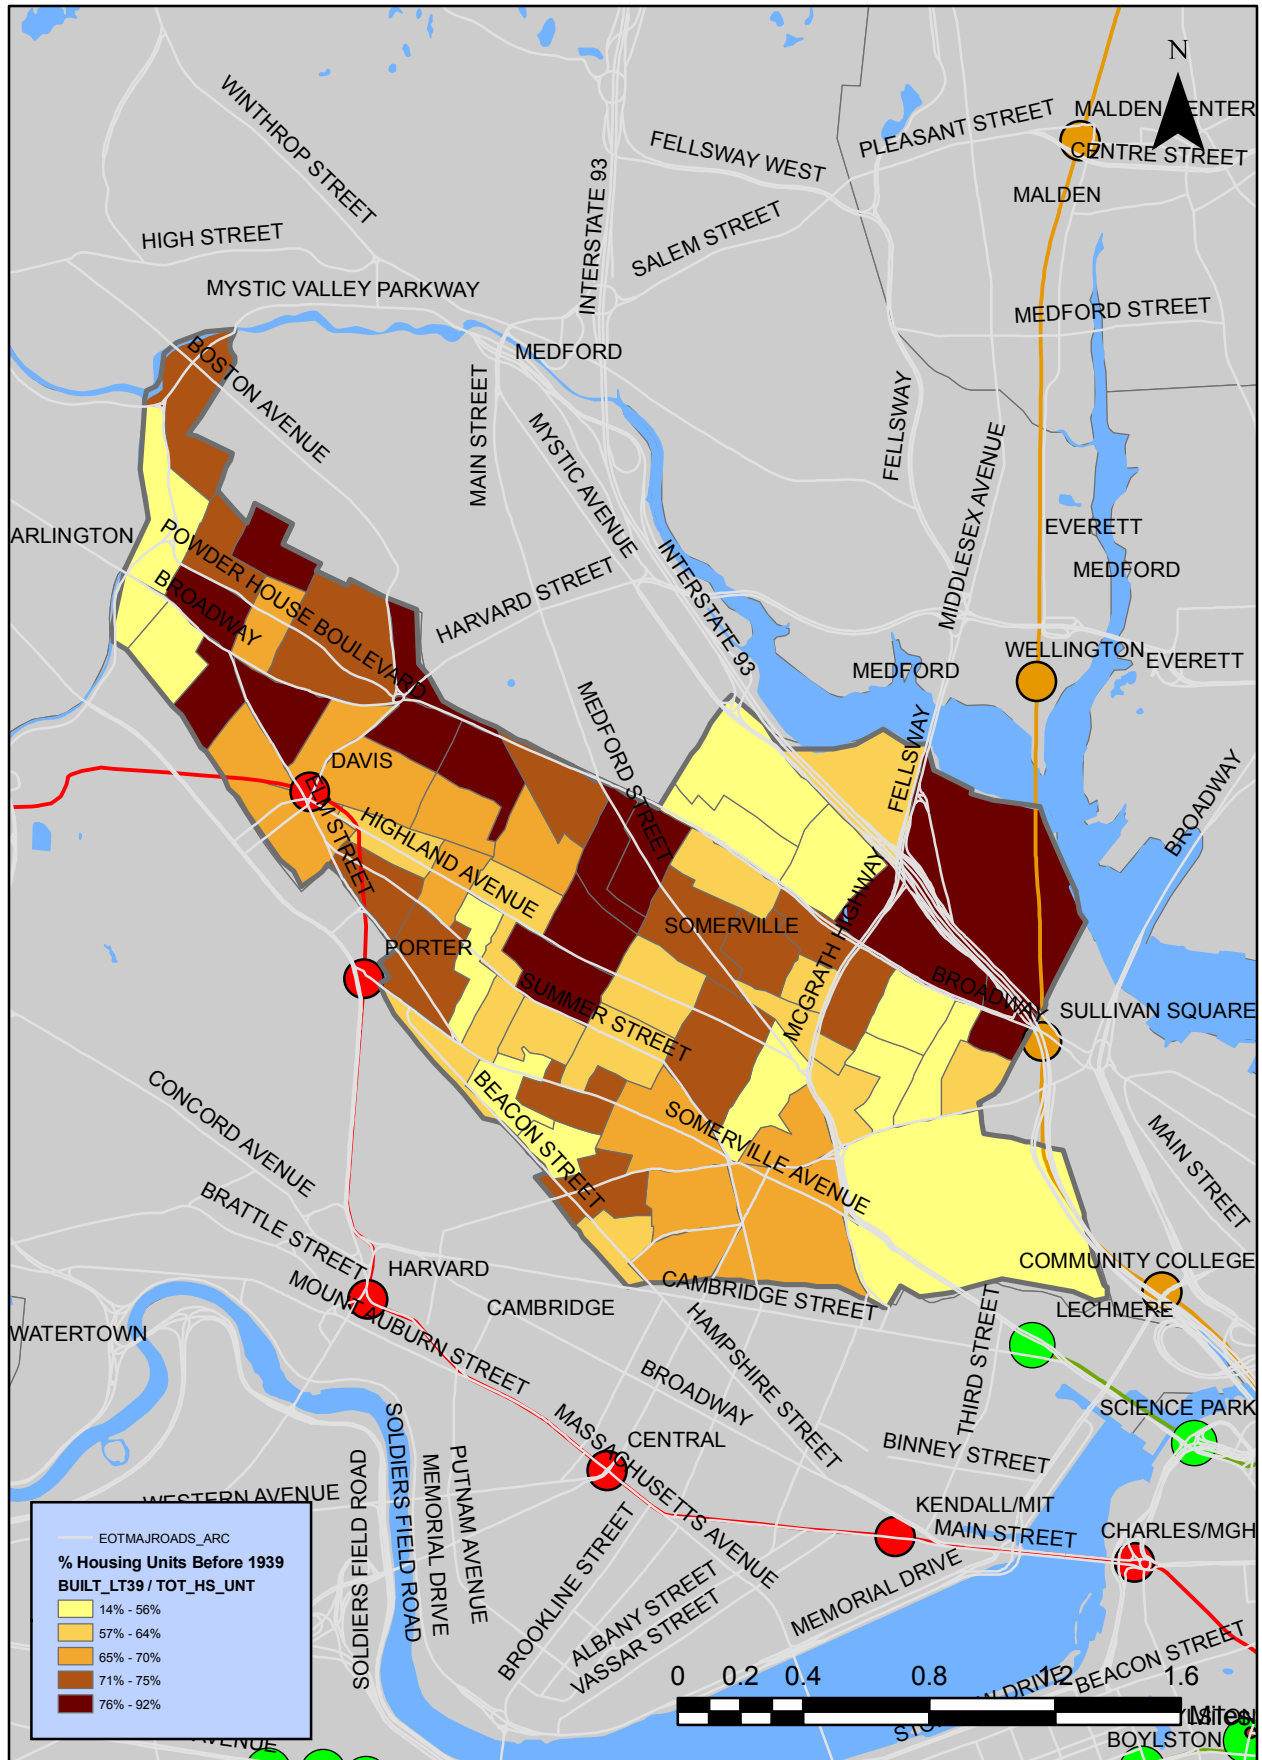 N
WINTHROP STREET
FELLSWAY WEST
PLEASANT STREET
MALDEN CENTER
CENTRE STREET
MALDEN
HIGH STREET
INTERSTATE 93
SALEM STREET
MYSTIC VALLEY PARKWAY
MEDFORD STREET
MEDFORD
BOSTON AVENUE
MAIN STREET
FELLSWAY
MYSTIC AVENUE
MIDDLESEX AVENUE
ARLINGTON
POWDER HOUSE BOULEVARD
EVERETT
MEDFORD
BROADWAY
HARVARD STREET
INTERSTATE 93
WELLINGTON
EVERETT
MEDFORD
MEDFORD STREET
FELLSWAY
DAVIS
BROADWAY
ELM STREET
HIGHLAND AVENUE
MCGRATH HIGHWAY
SOMERVILLE
PORTER
SUMMER STREET
BROADWAY
SULLIVAN SQUARE
CONCORD AVENUE
BEACON STREET
SOMERVILLE AVENUE
MAIN STREET
BRATTLE STREET
HARVARD
MOUNT AUBURN STREET
CAMBRIDGE
CAMBRIDGE STREET
COMMUNITY COLLEGE
LECHMERE
WATERTOWN
HAMPSHIRE STREET
THIRD STREET
BROADWAY
SCIENCE PARK
MASSACHUSETTS AVENUE
CENTRAL
BINNEY STREET
SOLDIERS FIELD ROAD
SOLDIERS FIELD ROAD
MEMORIAL DRIVE
PUTNAM AVENUE
WESTERN AVENUE
KENDALL/MIT
MAIN STREET
CHARLES/MGH
BROOKLINE STREET
ALBANY STREET
VASSAR STREET
MEMORIAL DRIVE
BEACON STREET
EOTMAJROADS_ARC
% Housing Units Before 1939
BUILT_LT39 / TOT_HS_UNT
14% - 56%
57% - 64%
65% - 70%
71% - 75%
76% - 92%
0 0.2 0.4 0.8 1.2 1.6
Miles
DRIVE
BOYLSTON